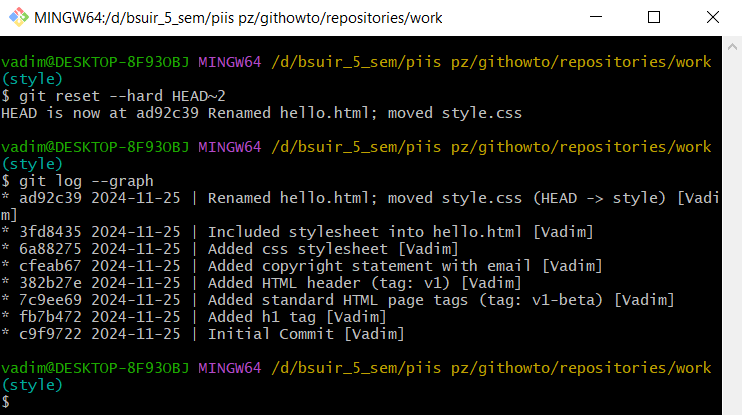 MINGW64:/d/bsuir_5_sem/piis pz/githowto/repositories/work
vadim@DESKTOP-8F93OBJ MINGW64 /d/bsuir_5_sem/piis pz/githowto/repositories/work
(style)
$ git reset --hard HEAD~2
HEAD is now at ad92c39 Renamed hello.html; moved style.css
vadim@DESKTOP-8F93OBJ MINGW64 /d/bsuir_5_sem/piis pz/githowto/repositories/work
(style)
$ git log --graph
* ad92c39 2024-11-25 | Renamed hello.html; moved style.css (HEAD -> style) [Vadi
m]
* 3fd8435 2024-11-25 | Included stylesheet into hello.html [Vadim]
* 6a88275 2024-11-25 | Added css stylesheet [Vadim]
* cfeab67 2024-11-25 | Added copyright statement with email [Vadim]
* 382b27e 2024-11-25 | Added HTML header (tag: v1) [Vadim]
* 7c9ee69 2024-11-25 | Added standard HTML page tags (tag: v1-beta) [Vadim]
* fb7b472 2024-11-25 | Added h1 tag [Vadim]
* c9f9722 2024-11-25 | Initial Commit [Vadim]
vadim@DESKTOP-8F93OBJ MINGW64 /d/bsuir_5_sem/piis pz/githowto/repositories/work
(style)
$